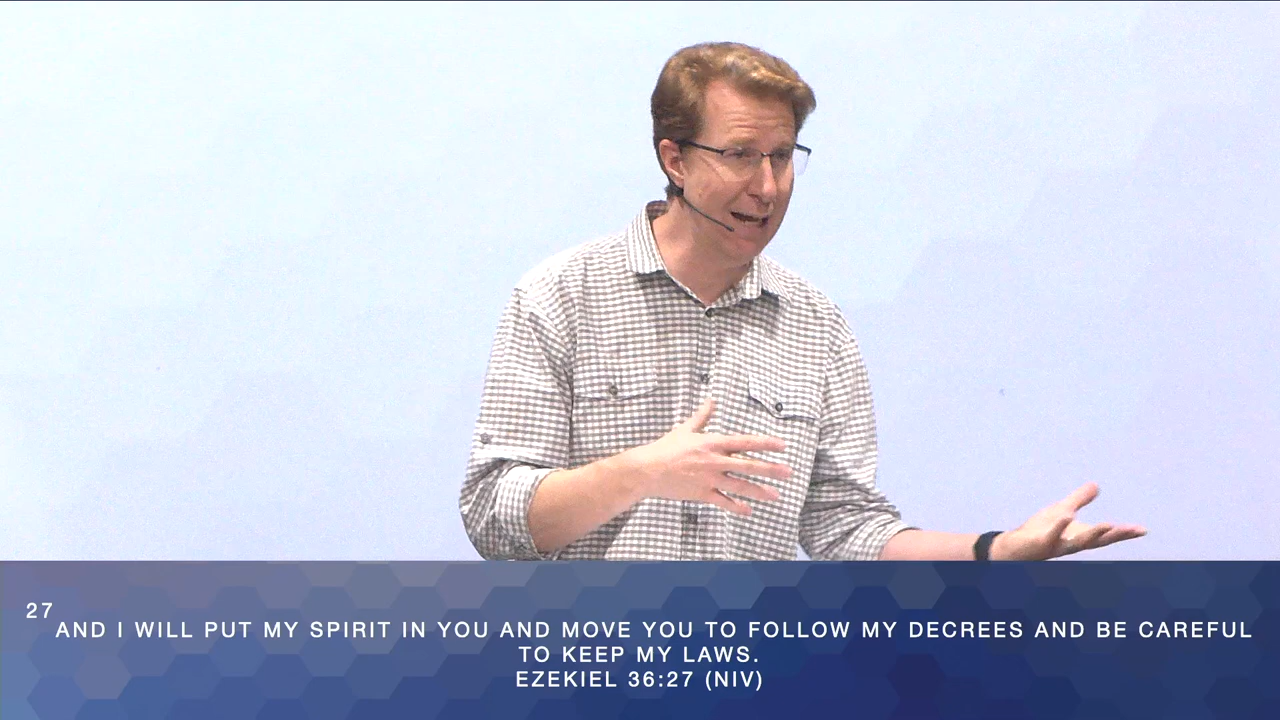 27
AND I WILL PUT MY SPIRIT IN YOU AND MOVE YOU TO FOLLOW MY DECREES AND BE CAREFUL
TO KEEP MY LAWS.
EZEKIEL 36:27 (NIV)